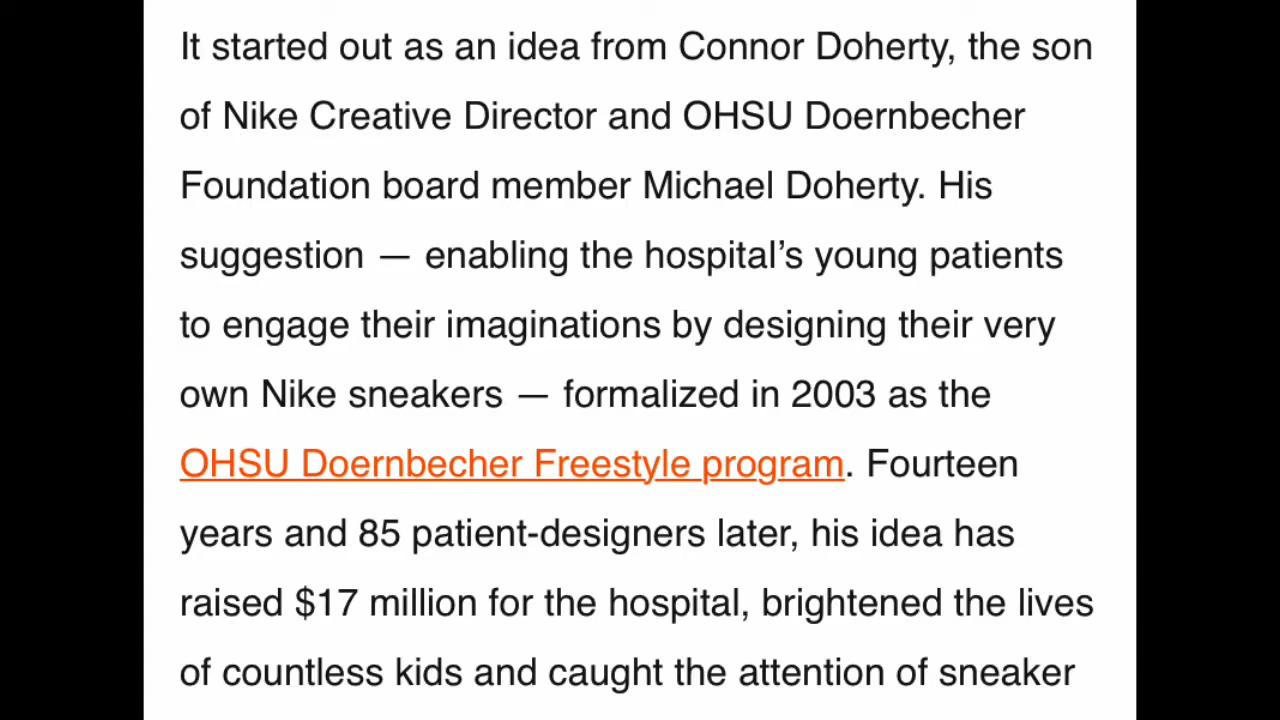 It started out as an idea from Connor Doherty, the son
of Nike Creative Director and OHSU Doernbecher
Foundation board member Michael Doherty. His
suggestion — enabling the hospital’s young patients
to engage their imaginations by designing their very
own Nike sneakers — formalized in 2003 as the
OHSU Doernbecher Freestyle program. Fourteen
years and 85 patient-designers later, his idea has
raised $17 million for the hospital, brightened the lives
of countless kids and caught the attention of sneaker